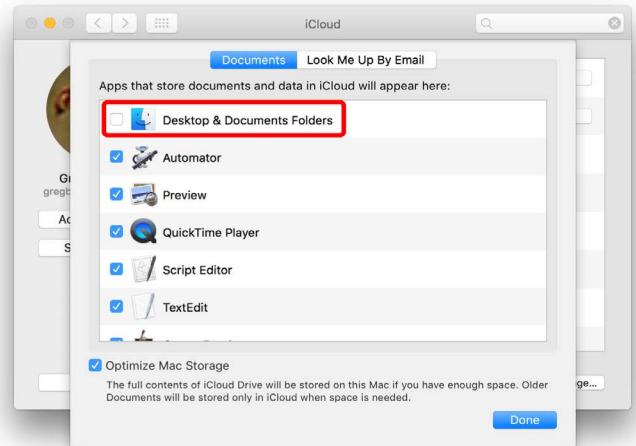 iCloud
Documents
Look Me Up By Email
Apps that store documents and data in iCloud will appear here:
Desktop & Documents Folders
Automator
Preview
QuickTime Player
Script Editor
TextEdit
Optimize Mac Storage
The full contents of iCloud Drive will be stored on this Mac if you have enough space. Older
Documents will be stored only in iCloud when space is needed.
Done